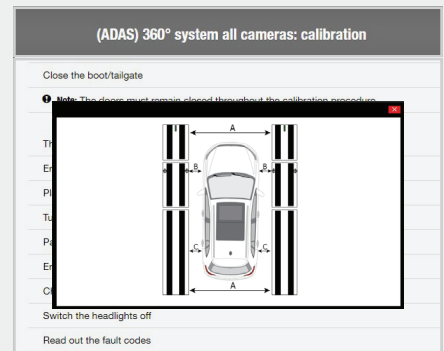 (ADAS) 360° system all cameras: calibration
Close the boot/tailgate
Note: The doors must remain closed throughout the calibration procedure
A
B
B
C
C
A
Switch the headlights off
Read out the fault codes